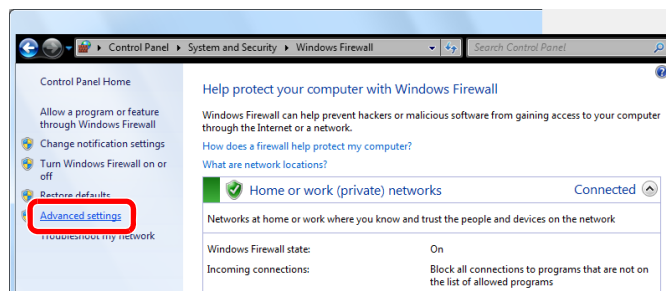 Control Panel ▸ System and Security ▸ Windows Firewall
Search Control Panel
Control Panel Home
Allow a program or feature
through Windows Firewall
Change notification settings
Turn Windows Firewall on or
off
Restore defaults
Advanced settings
Troubleshoot my network
Help protect your computer with Windows Firewall
Windows Firewall can help prevent hackers or malicious software from gaining access to your computer
through the Internet or a network.
How does a firewall help protect my computer?
What are network locations?
Home or work (private) networks
Connected
Networks at home or work where you know and trust the people and devices on the network
Windows Firewall state:
On
Incoming connections:
Block all connections to programs that are not on
the list of allowed programs